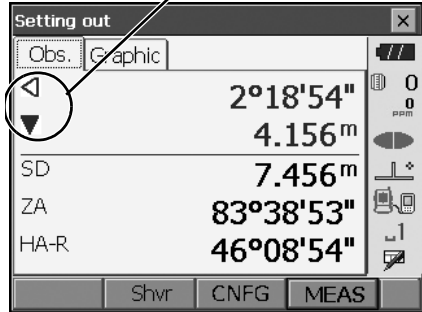 Setting out
Obs. Graphic
2°18'54"
4.156m
SD 7.456m
ZA 83°38'53"
HA-R 46°08'54"
0
0
PPM
1
Shvr CNFG MEAS